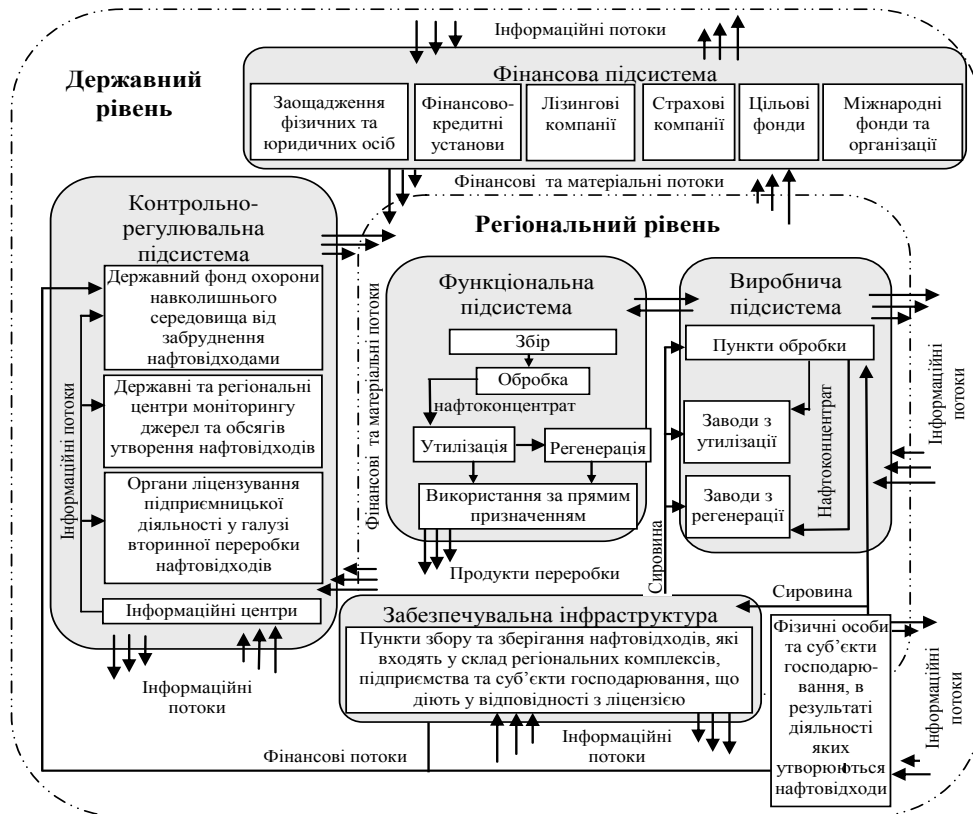 Інформаційні потоки
Державний
рівень
Фінансова підсистема
Заощадження
фізичних та
юридичних осіб
Фінансово-
кредитні
установи
Лізингові
компанії
Страхові
компанії
Цільові
фонди
Міжнародні
фонди та
організації
Фінансові та матеріальні потоки
Контрольно-
регулювальна
підсистема
Державний фонд охорони
навколишнього
середовища від
забруднення
нафтовідходами
Державні та регіональні
центри моніторингу
джерел та обсягів
утворення нафтовідходів
Органи ліцензування
підприємницької
діяльності у галузі
вторинної переробки
нафтовідходів
Інформаційні центри
Інформаційні потоки
Інформаційні
потоки
Регіональний рівень
Фінансові та матеріальні потоки
Функціональна
підсистема
Збір
Обробка
нафтоконцентрат
Утилізація
Регенерація
Використання за прямим
призначенням
Продукти переробки
Виробнича
підсистема
Пункти обробки
Заводи з
утилізації
Заводи з
регенерації
Нафтоконцентрат
Сировина
Інформаційні
потоки
Сировина
Забезпечувальна інфраструктура
Пункти збору та зберігання нафтовідходів, які
входять у склад регіональних комплексів,
підприємства та суб’єкти господарювання, що
діють у відповідності з ліцензією
Інформаційні
потоки
Фізичні особи
та суб’єкти
господарю-
вання, в
результаті
діяльності
яких
утворюються
нафтовідходи
Інформаційні
потоки
Фінансові потоки